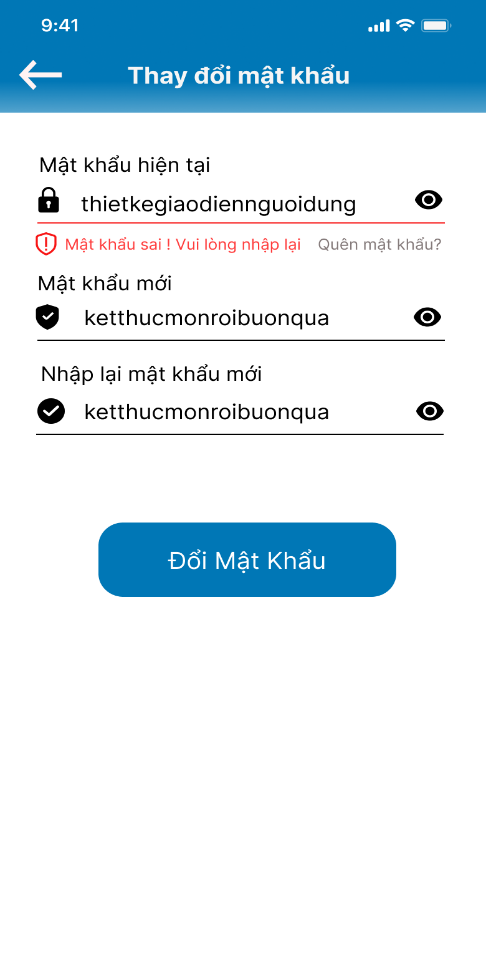 9:41
Thay đổi mật khẩu
Mật khẩu hiện tại
thietkegiaodiennguoidung
Mật khẩu sai ! Vui lòng nhập lại Quên mật khẩu?
Mật khẩu mới
ketthucmonroibuonqua
Nhập lại mật khẩu mới
ketthucmonroibuonqua
Đổi Mật Khẩu